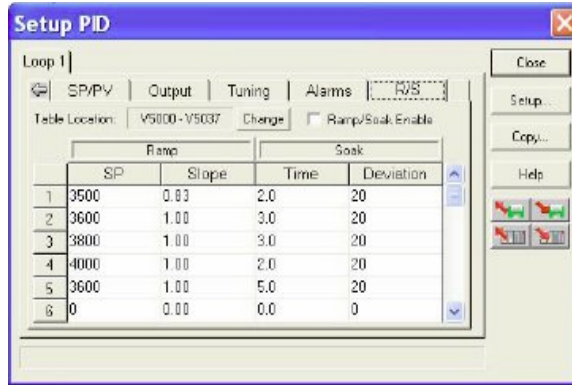 Setup PID
Loop 1
Close
SP/PV Output Tuning Alarms R/S
Setup...
Table Location: V5000 - V5037 Change Ramp/Soak Enable
Copy...
Ramp Soak
Help
SP Slope Time Deviation
1 3500 0.83 2.0 20
2 3600 1.00 3.0 20
3 3800 1.00 3.0 20
4 4000 1.00 2.0 20
5 3600 1.00 5.0 20
6 0 0.00 0.0 0